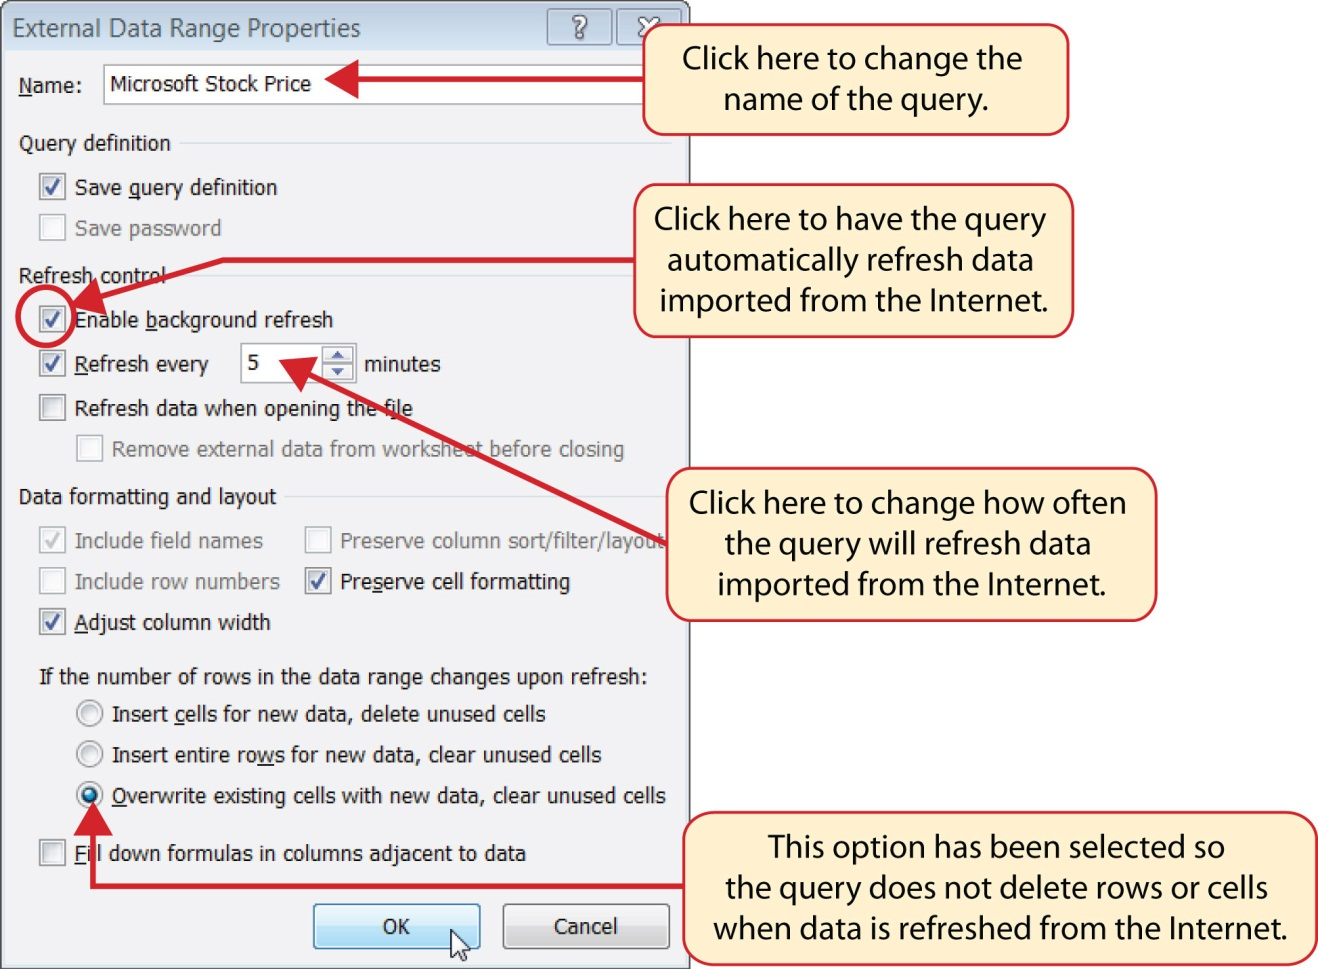 External Data Range Properties
Click here to change the
name of the query.
Name: Microsoft Stock Price
Query definition
Save query definition
Save password
Click here to have the query
automatically refresh data
imported from the Internet.
Refresh control
Enable background refresh
Refresh every 5 minutes
Refresh data when opening the file
Remove external data from worksheet before closing
Click here to change how often
the query will refresh data
imported from the Internet.
Data formatting and layout
Include field names Preserve column sort/filter/layout
Include row numbers Preserve cell formatting
Adjust column width
If the number of rows in the data range changes upon refresh:
Insert cells for new data, delete unused cells
Insert entire rows for new data, clear unused cells
Overwrite existing cells with new data, clear unused cells
Fill down formulas in columns adjacent to data
This option has been selected so
the query does not delete rows or cells
when data is refreshed from the Internet.
OK Cancel